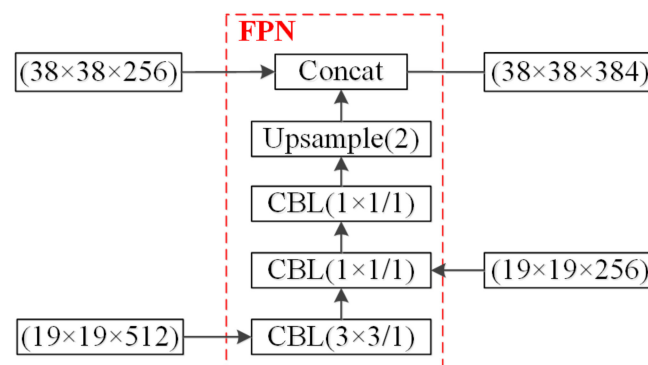 FPN
(38×38×256)
Concat
(38×38×384)
Upsample(2)
CBL(1×1/1)
CBL(1×1/1)
(19×19×256)
(19×19×512)
CBL(3×3/1)